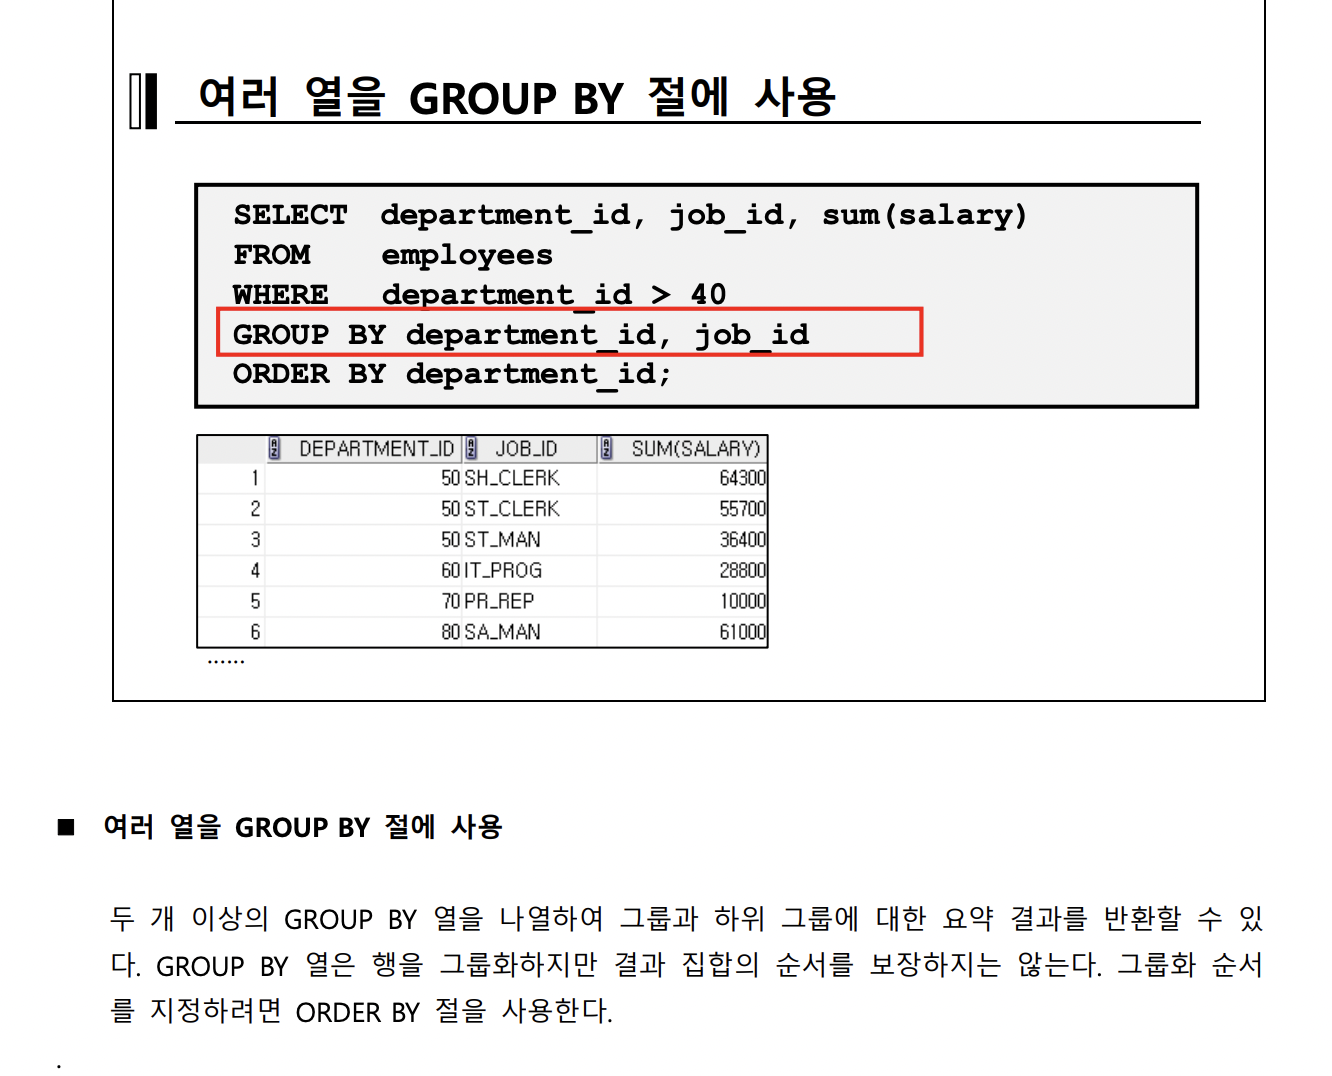 여러 열을 GROUP BY 절에 사용
SELECT department_id, job_id, sum(salary)
FROM employees
WHERE department_id > 40
GROUP BY department_id, job_id
ORDER BY department_id;
DEPARTMENT_ID JOB_ID SUM(SALARY)
1 50 SH_CLERK 64300
2 50 ST_CLERK 55700
3 50 ST_MAN 36400
4 60 IT_PROG 28800
5 70 PR_REP 10000
6 80 SA_MAN 61000
......
■ 여러 열을 GROUP BY 절에 사용
두 개 이상의 GROUP BY 열을 나열하여 그룹과 하위 그룹에 대한 요약 결과를 반환할 수 있
다. GROUP BY 열은 행을 그룹화하지만 결과 집합의 순서를 보장하지는 않는다. 그룹화 순서
를 지정하려면 ORDER BY 절을 사용한다.
.